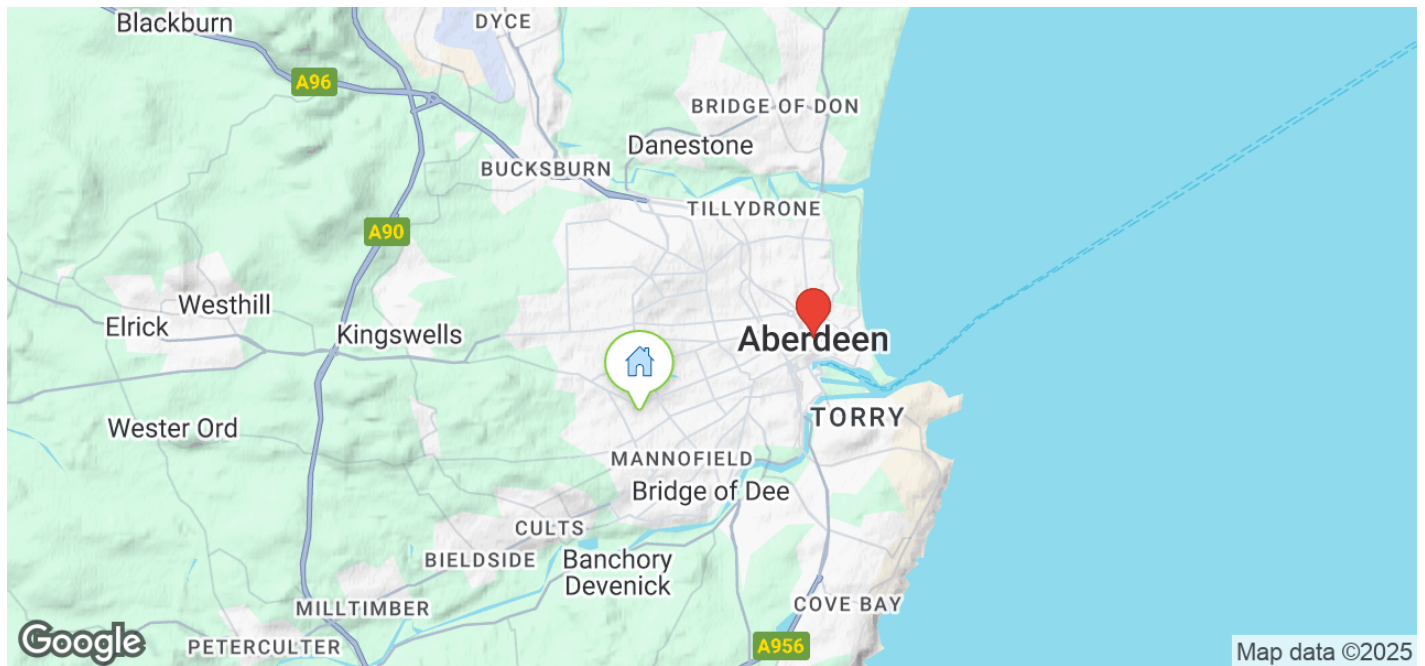 Blackburn
DYCE
A96
BRIDGE OF DON
Danestone
BUCKSBURN
TILLYDRONE
A90
Westhill
Elrick
Kingswells
Aberdeen
Wester Ord
TORRY
MANNOFIELD
Bridge of Dee
CULTS
BIELDSIDE
Banchory
Devenick
MILLTIMBER
COVE BAY
PETERCULTER
A956
Google
Map data ©2025